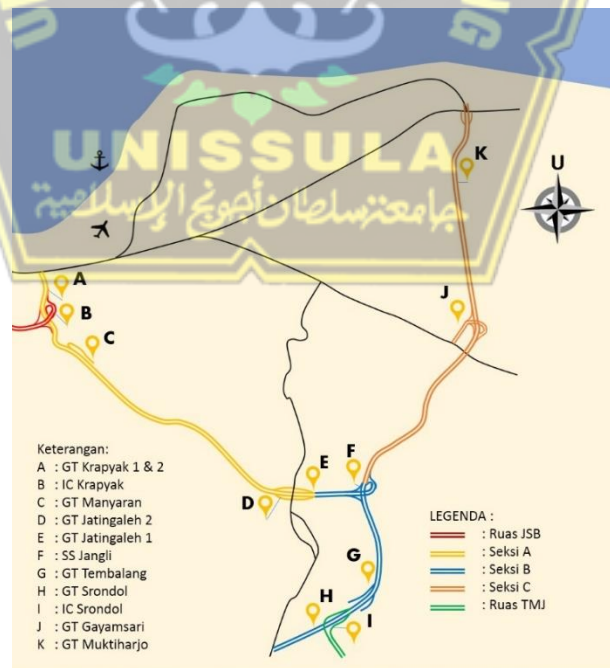 UNISSULA
جامعة سلطان أجونج الإسلامية
K
U
A
B
J
C
F
E
D
G
H
I
Keterangan:
A : GT Krapyak 1 & 2
B : IC Krapyak
C : GT Manyaran
D : GT Jatingaleh 2
E : GT Jatingaleh 1
F : SS Jangli
G : GT Tembalang
H : GT Srondol
I : IC Srondol
J : GT Gayamsari
K : GT Muktiharjo
LEGENDA :
: Ruas JSB
: Seksi A
: Seksi B
: Seksi C
: Ruas TMJ